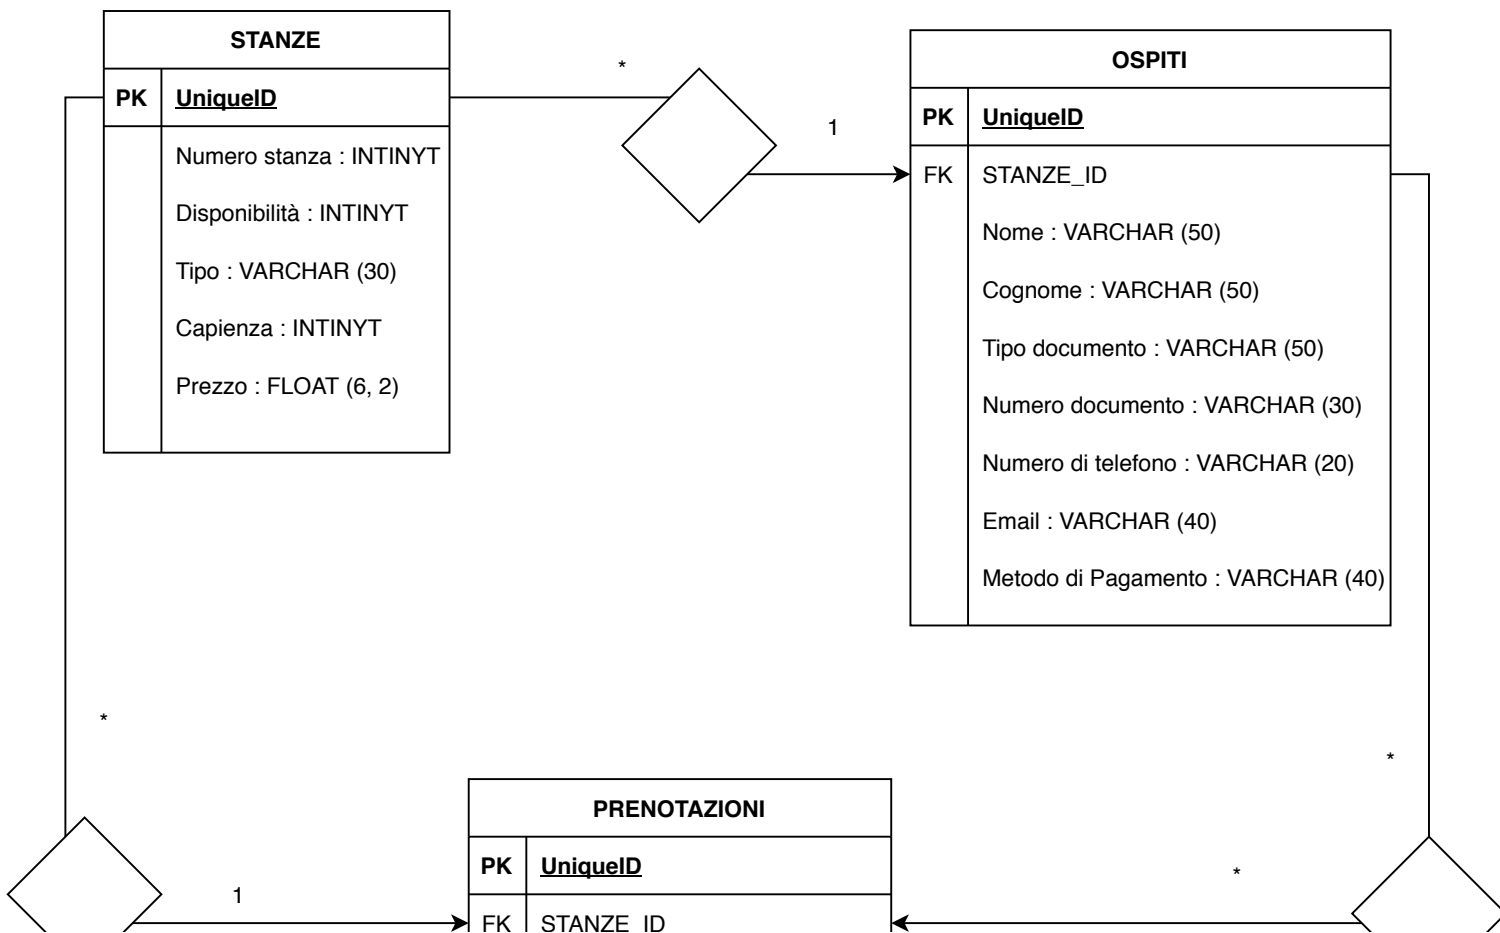 STANZE
PK UniqueID
Numero stanza : INTINYT
Disponibilità : INTINYT
Tipo : VARCHAR (30)
Capienza : INTINYT
Prezzo : FLOAT (6, 2)
*
1
OSPITI
PK UniqueID
FK STANZE_ID
Nome : VARCHAR (50)
Cognome : VARCHAR (50)
Tipo documento : VARCHAR (50)
Numero documento : VARCHAR (30)
Numero di telefono : VARCHAR (20)
Email : VARCHAR (40)
Metodo di Pagamento : VARCHAR (40)
*
*
PRENOTAZIONI
PK UniqueID
FK STANZE_ID
1
*